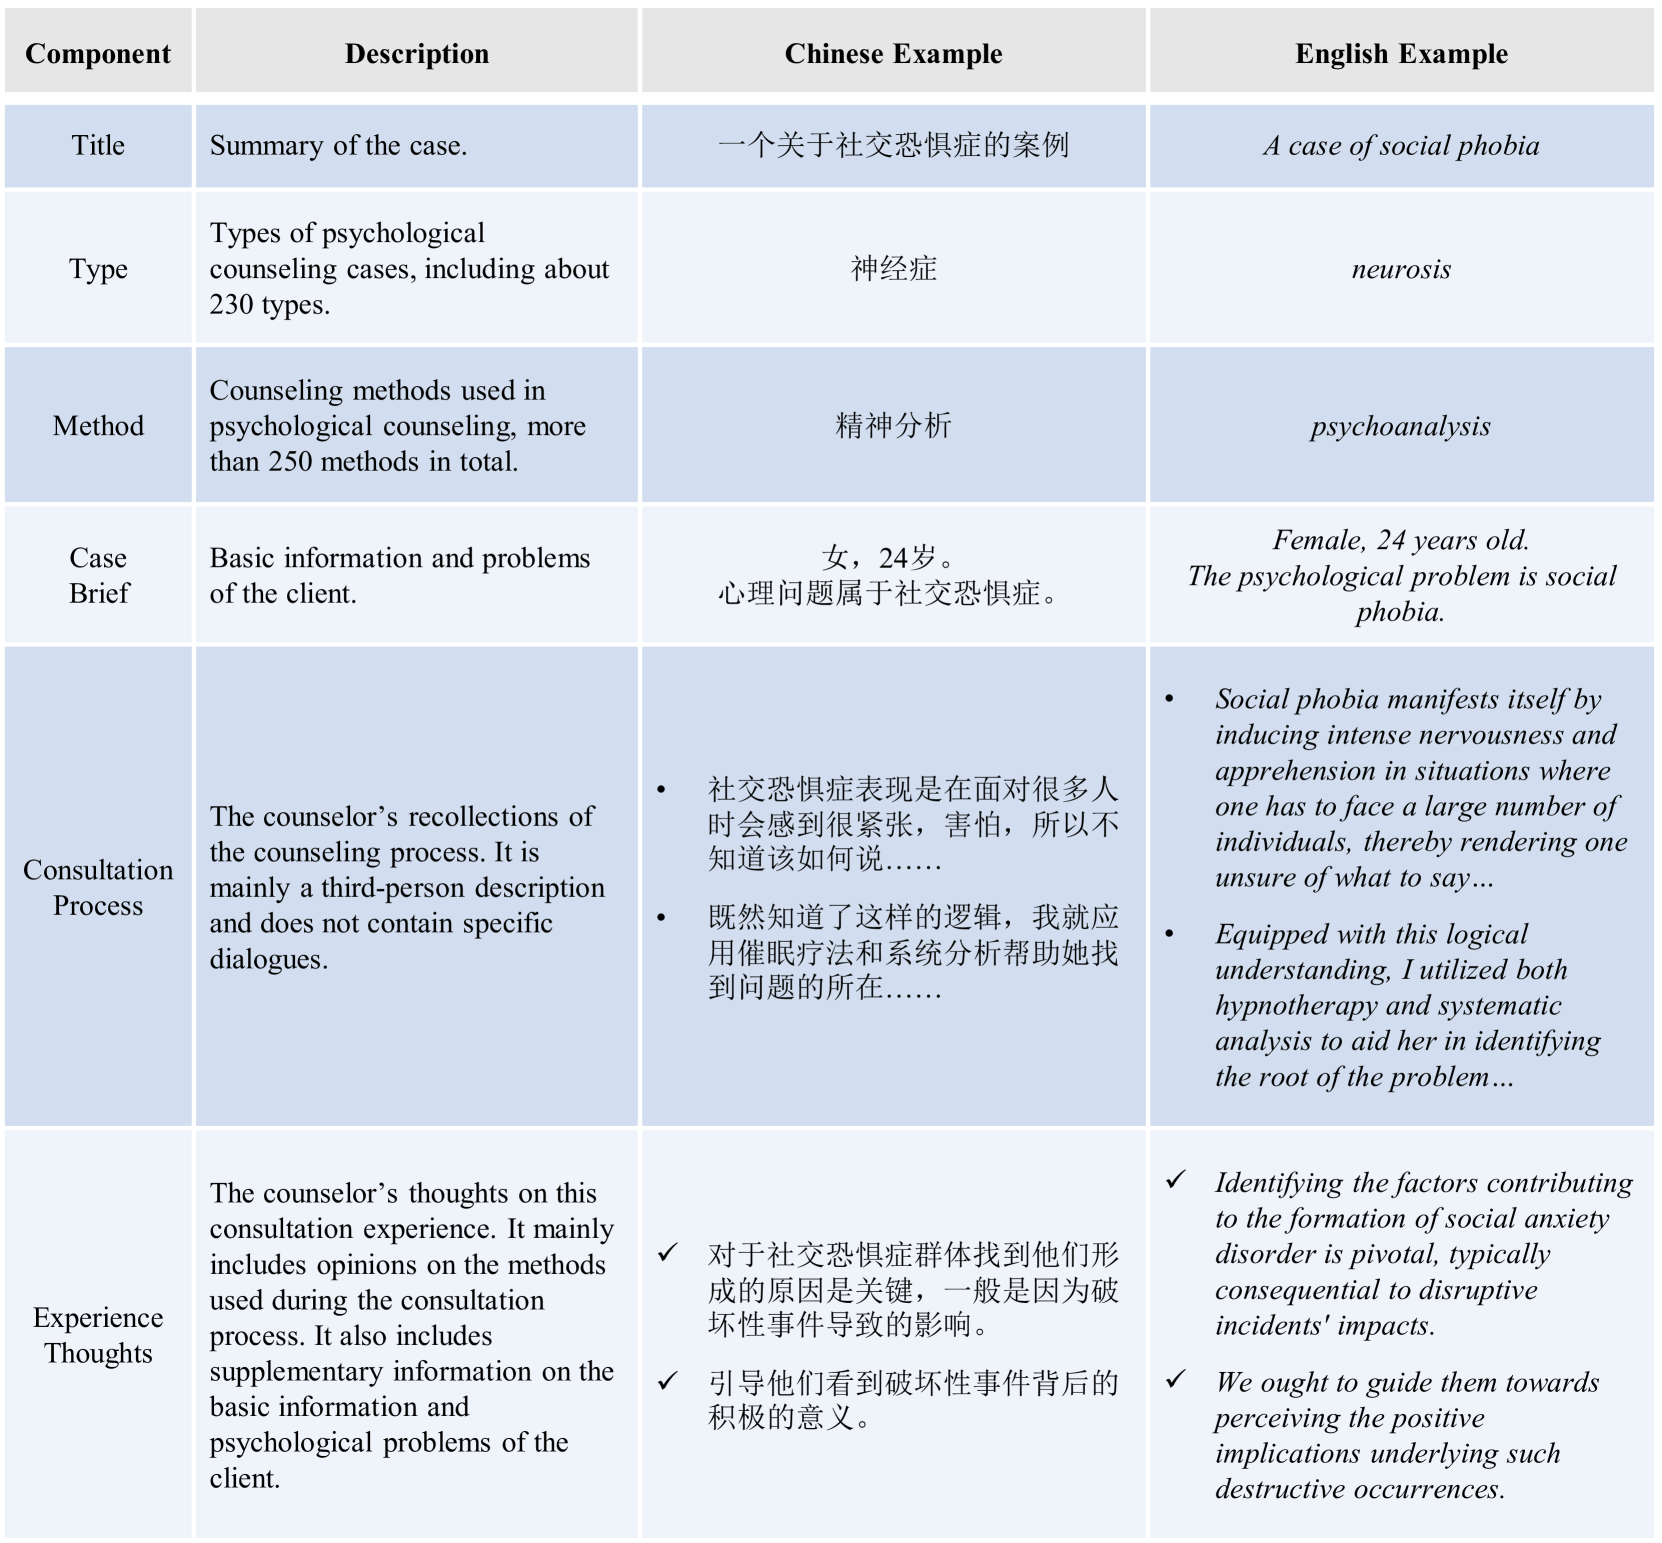 Component
Description
Chinese Example
English Example
Title
Summary of the case.
一个关于社交恐惧症的案例
A case of social phobia
Type
Types of psychological
counseling cases, including about
230 types.
神经症
neurosis
Method
Counseling methods used in
psychological counseling, more
than 250 methods in total.
精神分析
psychoanalysis
Case
Brief
Basic information and problems
of the client.
女，24岁。
心理问题属于社交恐惧症。
Female, 24 years old.
The psychological problem is social
phobia.
Consultation
Process
The counselor’s recollections of
the counseling process. It is
mainly a third-person description
and does not contain specific
dialogues.
• 社交恐惧症表现是在面对很多人
时会感到很紧张，害怕，所以不
知道该如何说……
• 既然知道了这样的逻辑，我就应
用催眠疗法和系统分析帮助她找
到问题的所在……
• Social phobia manifests itself by
inducing intense nervousness and
apprehension in situations where
one has to face a large number of
individuals, thereby rendering one
unsure of what to say…
• Equipped with this logical
understanding, I utilized both
hypnotherapy and systematic
analysis to aid her in identifying
the root of the problem…
Experience
Thoughts
The counselor’s thoughts on this
consultation experience. It mainly
includes opinions on the methods
used during the consultation
process. It also includes
supplementary information on the
basic information and
psychological problems of the
client.
✓ 对于社交恐惧症群体找到他们形
成的原因是关键，一般是因为破
坏性事件导致的影响。
✓ 引导他们看到破坏性事件背后的
积极的意义。
✓ Identifying the factors contributing
to the formation of social anxiety
disorder is pivotal, typically
consequential to disruptive
incidents' impacts.
✓ We ought to guide them towards
perceiving the positive
implications underlying such
destructive occurrences.